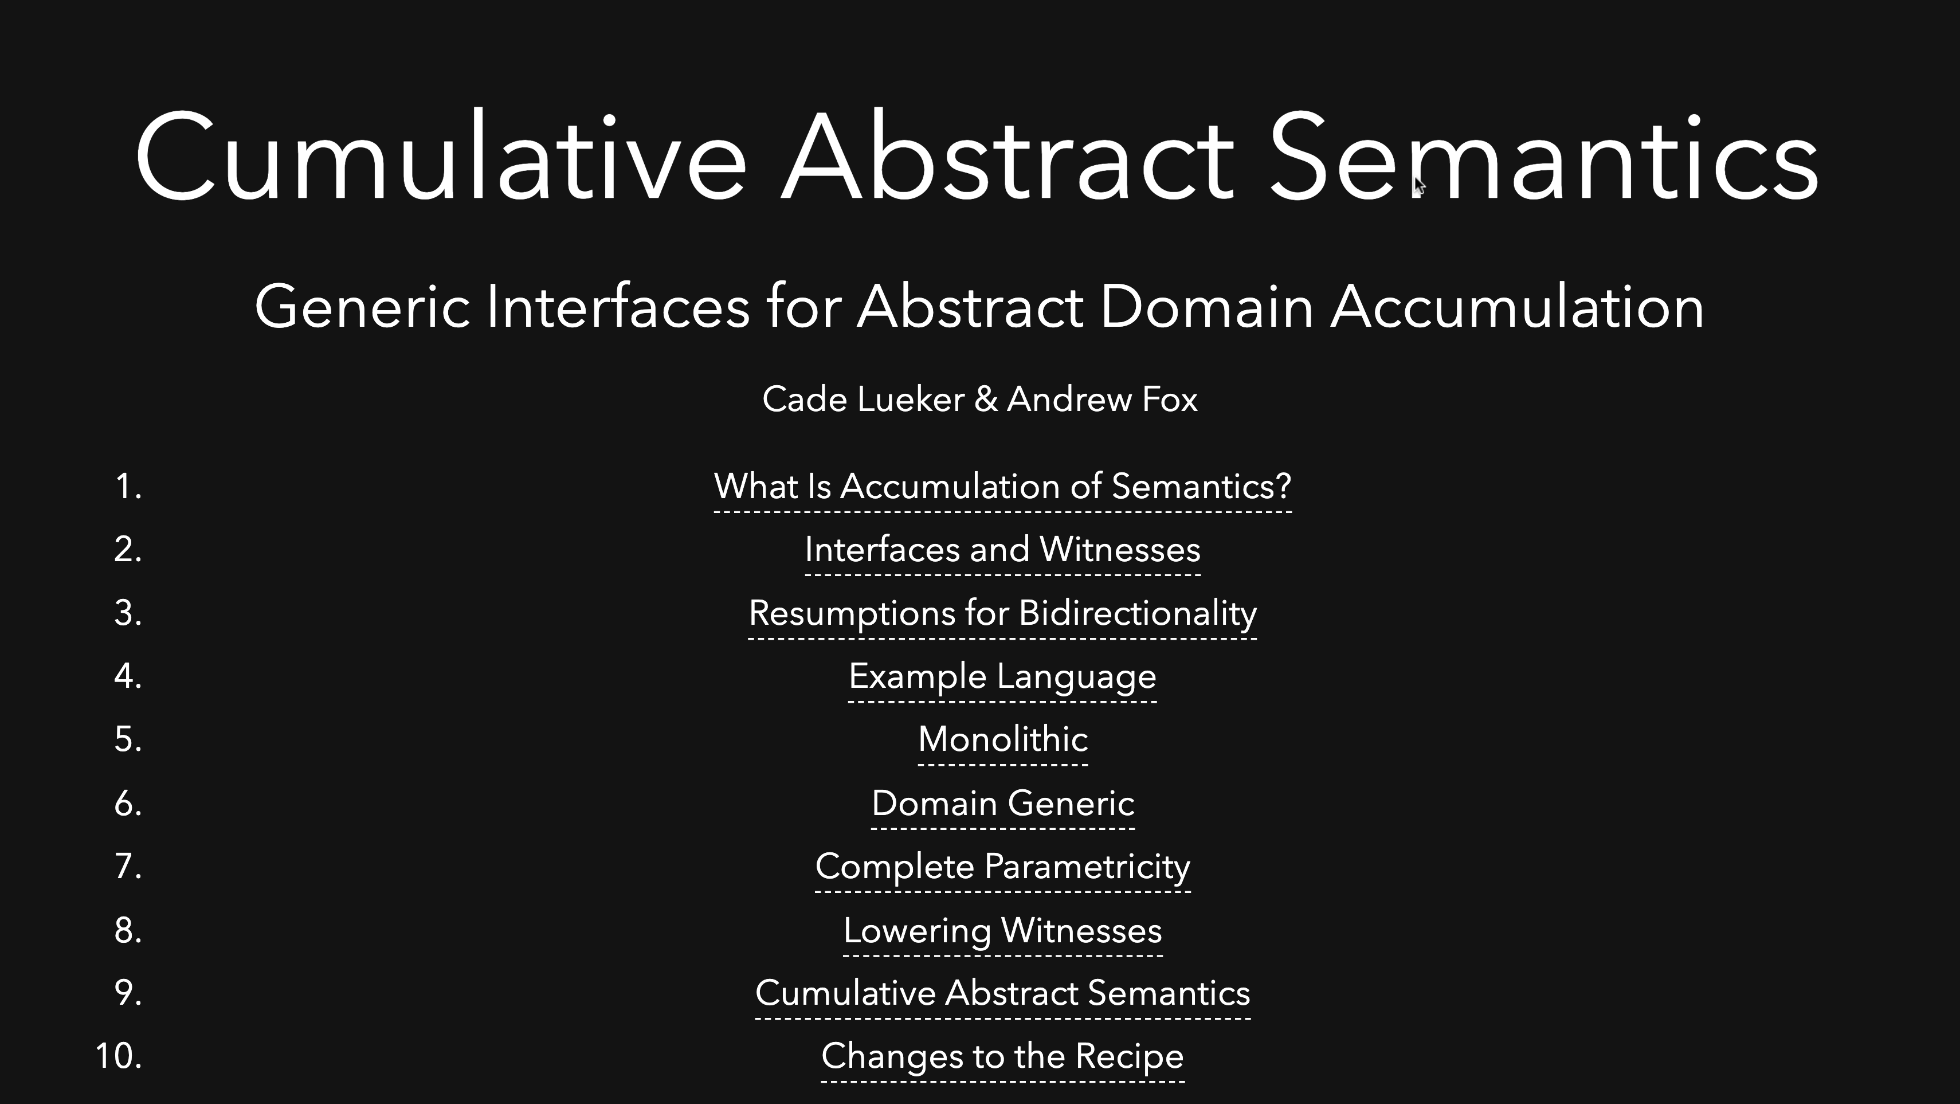 Cumulative Abstract Semantics
Generic Interfaces for Abstract Domain Accumulation
Cade Lueker & Andrew Fox
1. What Is Accumulation of Semantics?
2. Interfaces and Witnesses
3. Resumptions for Bidirectionality
4. Example Language
5. Monolithic
6. Domain Generic
7. Complete Parametricity
8. Lowering Witnesses
9. Cumulative Abstract Semantics
10. Changes to the Recipe